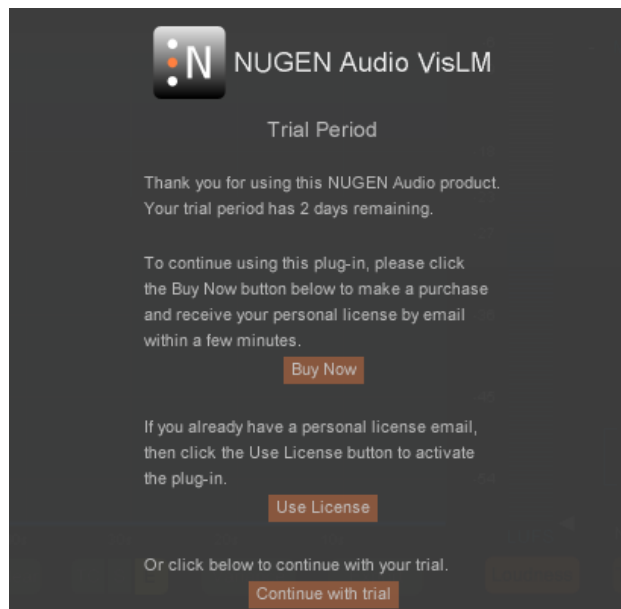 N NUGEN Audio VisLM
Trial Period
Thank you for using this NUGEN Audio product.
Your trial period has 2 days remaining.
To continue using this plug-in, please click
the Buy Now button below to make a purchase
and receive your personal license by email
within a few minutes.
Buy Now
If you already have a personal license email,
then click the Use License button to activate
the plug-in.
Use License
Or click below to continue with your trial.
Continue with trial